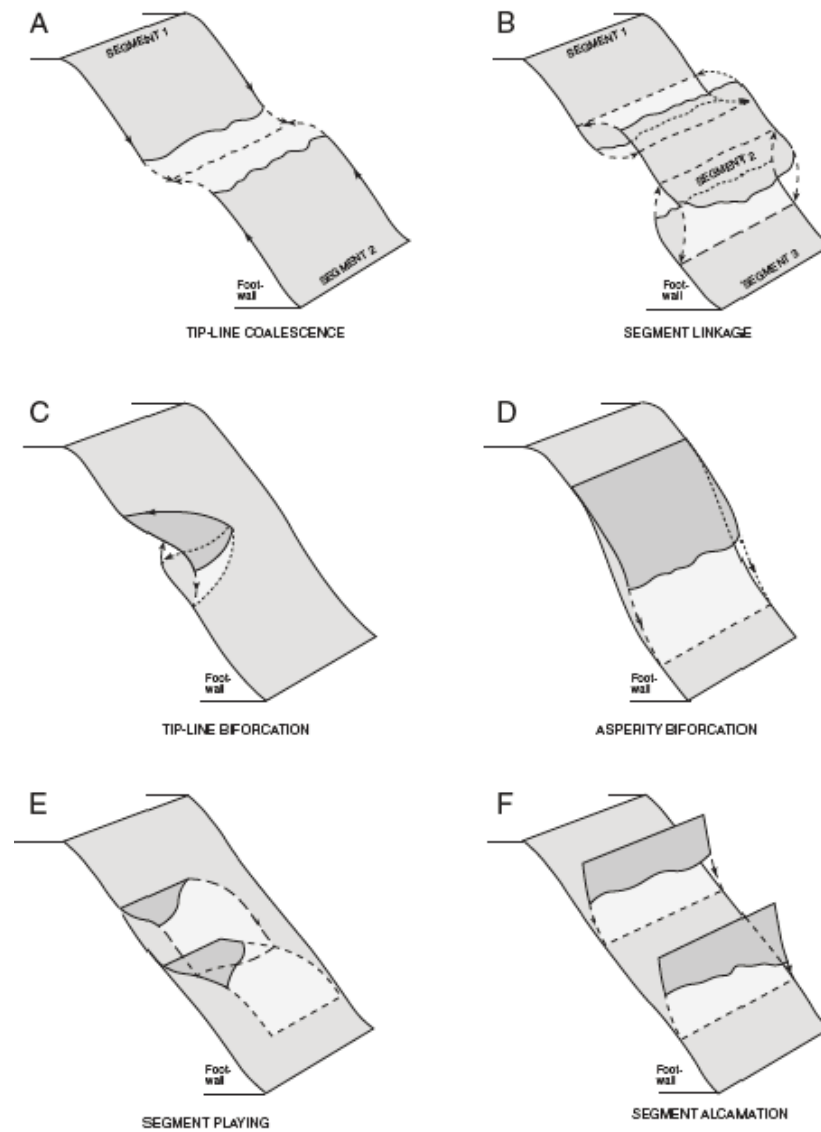 A
SEGMENT 1
SEGMENT 2
Foot-
wall
TIP-LINE COALESCENCE
B
SEGMENT 1
SEGMENT 2
SEGMENT 3
Foot-
wall
SEGMENT LINKAGE
C
Foot-
wall
TIP-LINE BIFORCATION
D
Foot-
wall
ASPERITY BIFORCATION
E
Foot-
wall
SEGMENT PLAYING
F
Foot-
wall
SEGMENT ALCAMATION